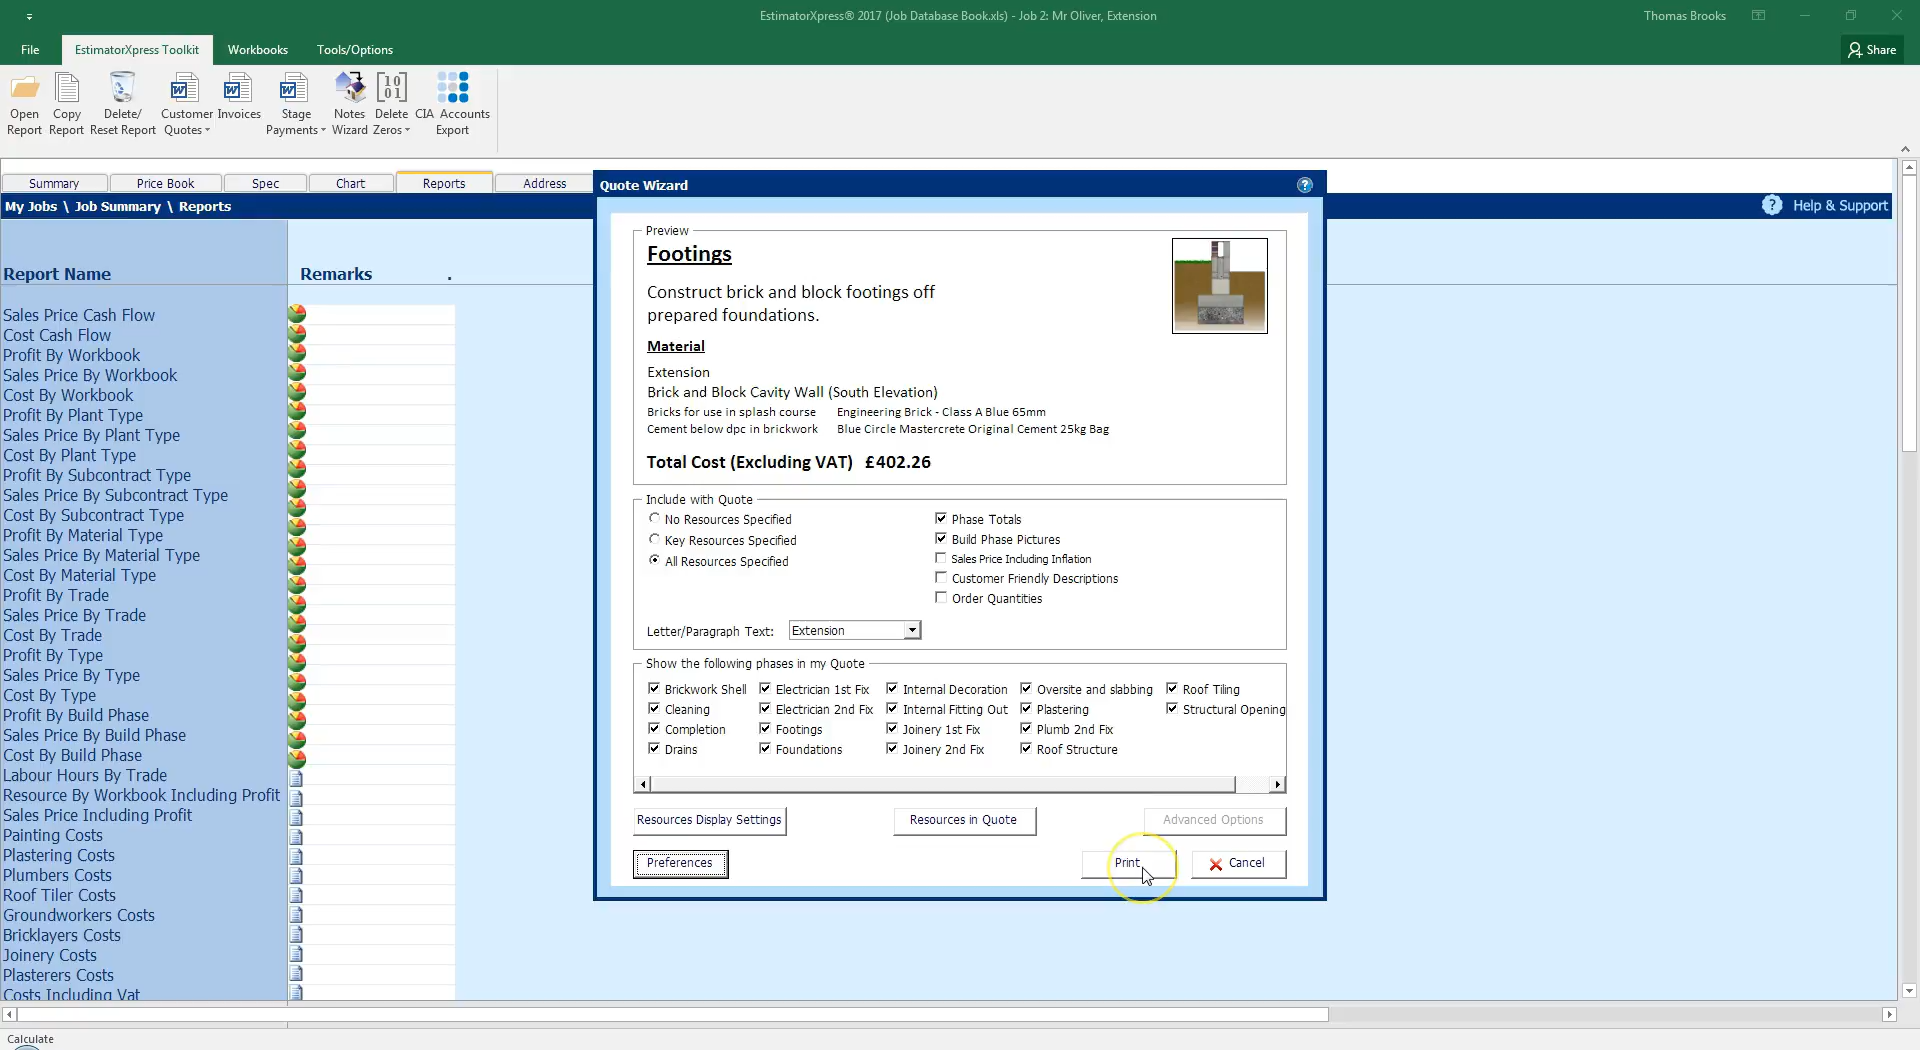 EstimatorXpress® 2017 (Job Database Book.xls) - Job 2: Mr Oliver, Extension
Thomas Brooks
File
EstimatorXpress Toolkit
Workbooks
Tools/Options
Share
Open Report
Copy Report
Delete/ Reset Report
Customer Quotes
Invoices
Stage Payments
Notes Wizard
Delete Zeros
CIA Accounts Export
Summary
Price Book
Spec
Chart
Reports
Address
My Jobs \ Job Summary \ Reports
Help & Support
Report Name
Remarks .
Sales Price Cash Flow
Cost Cash Flow
Profit By Workbook
Sales Price By Workbook
Cost By Workbook
Profit By Plant Type
Sales Price By Plant Type
Cost By Plant Type
Profit By Subcontract Type
Sales Price By Subcontract Type
Cost By Subcontract Type
Profit By Material Type
Sales Price By Material Type
Cost By Material Type
Profit By Trade
Sales Price By Trade
Cost By Trade
Profit By Type
Sales Price By Type
Cost By Type
Profit By Build Phase
Sales Price By Build Phase
Cost By Build Phase
Labour Hours By Trade
Resource By Workbook Including Profit
Sales Price Including Profit
Painting Costs
Plastering Costs
Plumbers Costs
Roof Tiler Costs
Groundworkers Costs
Bricklayers Costs
Joinery Costs
Plasterers Costs
Costs Including Vat
Quote Wizard
Preview
Footings
Construct brick and block footings off
prepared foundations.
Material
Extension
Brick and Block Cavity Wall (South Elevation)
Bricks for use in splash course Engineering Brick - Class A Blue 65mm
Cement below dpc in brickwork Blue Circle Mastercrete Original Cement 25kg Bag
Total Cost (Excluding VAT) £402.26
Include with Quote
No Resources Specified
Key Resources Specified
All Resources Specified
Phase Totals
Build Phase Pictures
Sales Price Including Inflation
Customer Friendly Descriptions
Order Quantities
Letter/Paragraph Text: Extension
Show the following phases in my Quote
Brickwork Shell Electrician 1st Fix Internal Decoration Oversite and slabbing Roof Tiling
Cleaning Electrician 2nd Fix Internal Fitting Out Plastering Structural Opening
Completion Footings Joinery 1st Fix Plumb 2nd Fix
Drains Foundations Joinery 2nd Fix Roof Structure
Resources Display Settings
Resources in Quote
Advanced Options
Preferences
Print
Cancel
Calculate